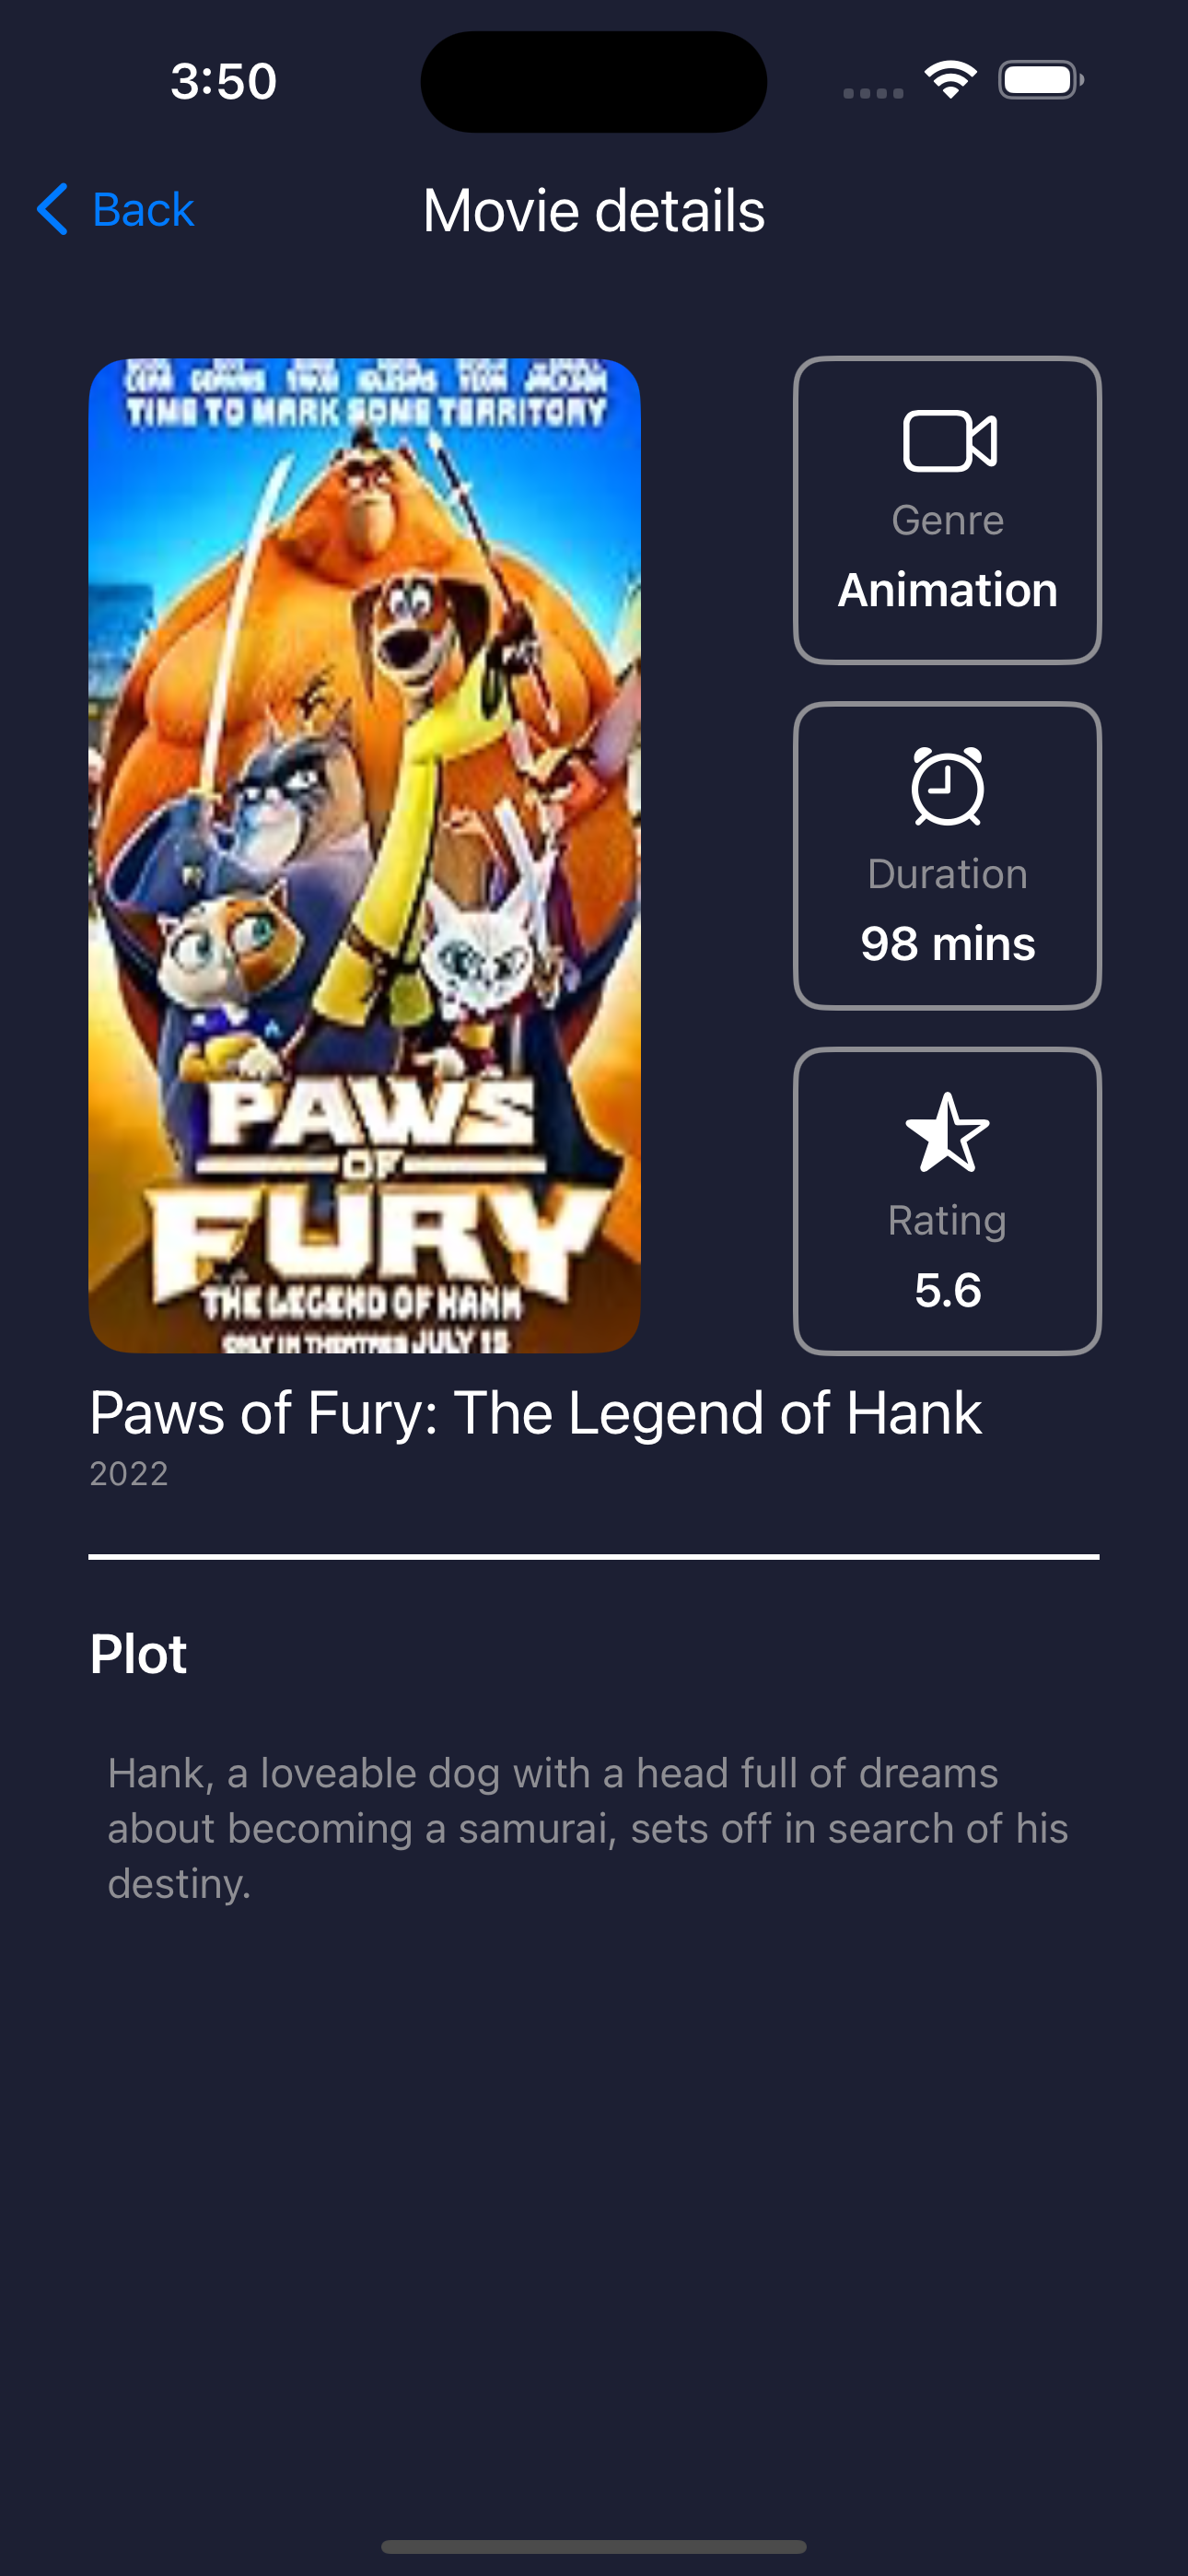 3:50
Back
Movie details
TIME TO MARK SOME TERRITORY
PAWS
OF
FURY
THE LEGEND OF HANK
ONLY IN THEATRES JULY 15
Genre
Animation
Duration
98 mins
Rating
5.6
Paws of Fury: The Legend of Hank
2022
Plot
Hank, a loveable dog with a head full of dreams
about becoming a samurai, sets off in search of his
destiny.